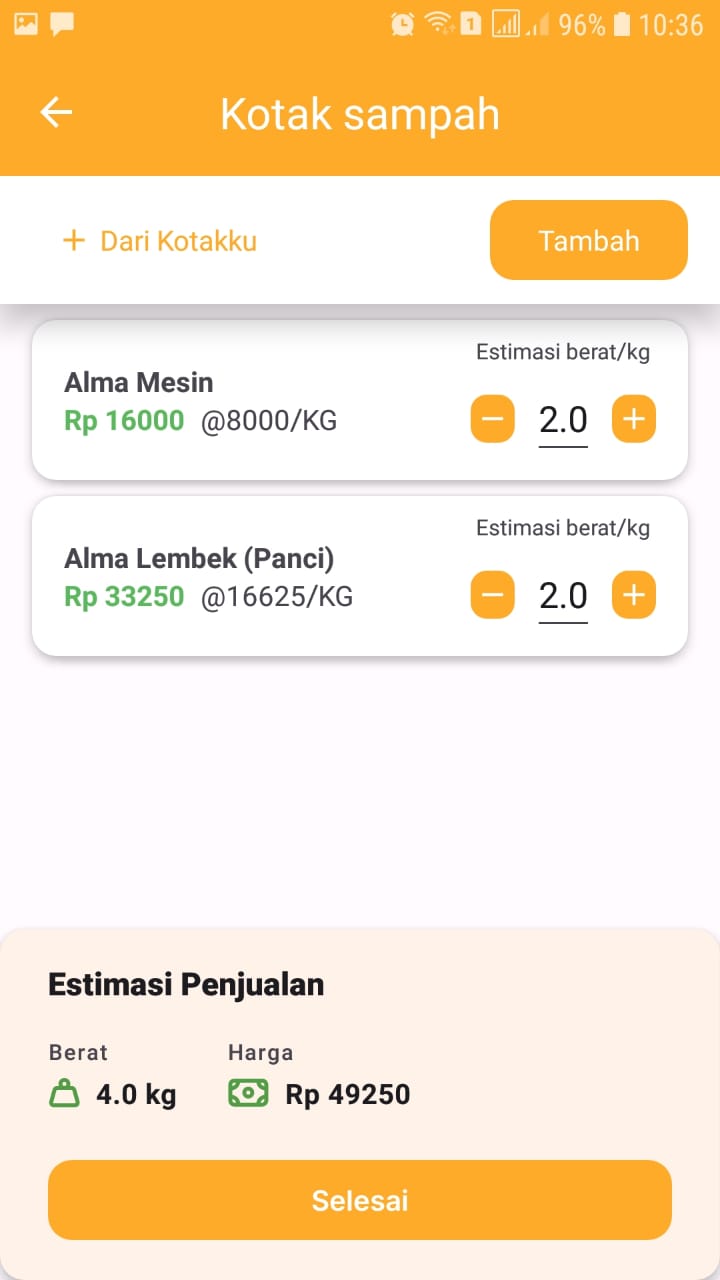 1 96% 10:36
Kotak sampah
+ Dari Kotakku Tambah
Estimasi berat/kg
Alma Mesin
Rp 16000 @8000/KG
2.0
Estimasi berat/kg
Alma Lembek (Panci)
Rp 33250 @16625/KG
2.0
Estimasi Penjualan
Berat Harga
4.0 kg Rp 49250
Selesai